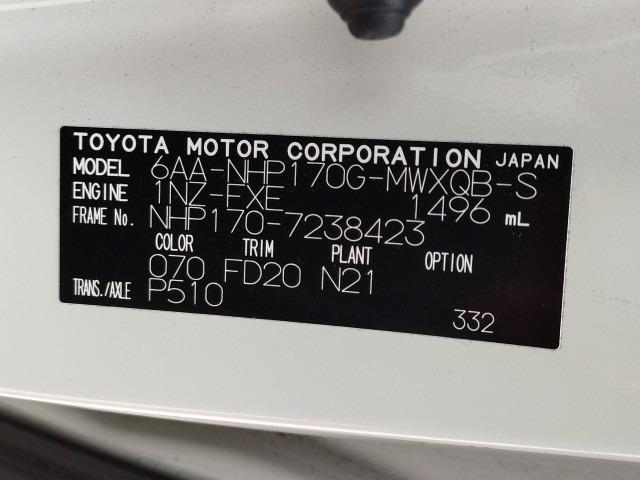 TOYOTA MOTOR CORPORATION JAPAN
MODEL 6AA-NHP170G-MWXQB-S
ENGINE 1NZ-FXE 1496 mL
FRAME No. NHP170-7238423
COLOR TRIM PLANT OPTION
070 FD20 N21
TRANS./AXLE P510
332